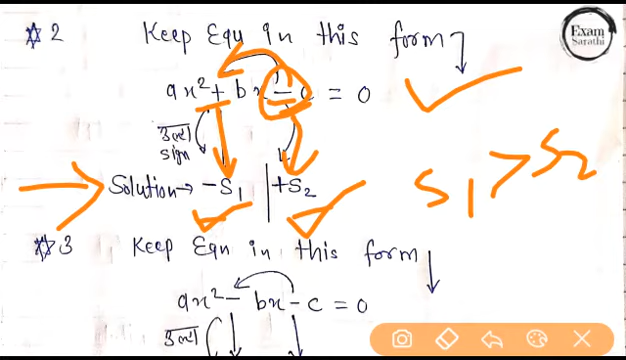 ☆2 Keep Equ in this form
Exam
Sarathi
ax² + bx - c = 0
उल्टा
sign
Solution → -S₁ | +S₂
S₁ > S₂
☆3 Keep Eqn in this form
ax² - bx - c = 0
उल्टा